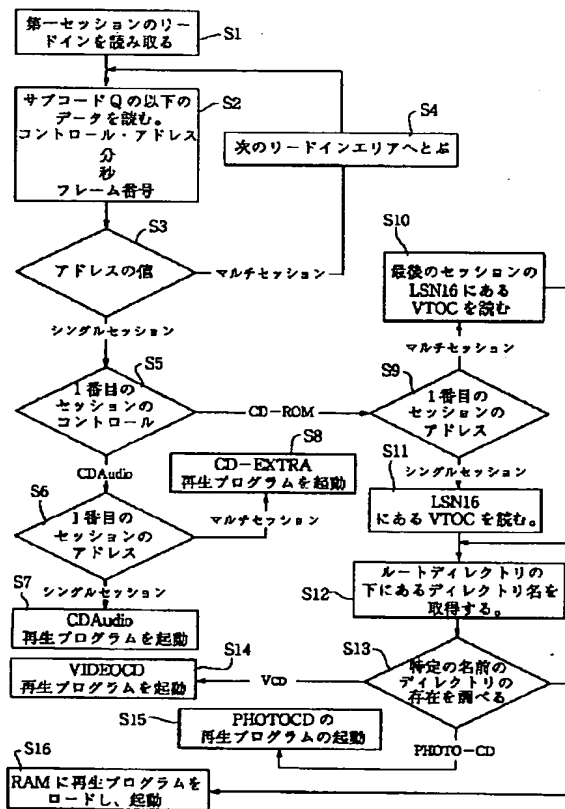 第一セッションのリー
ドインを読み取る
S1
サブコードQの以下の
データを読む。
コントロール・アドレス
分
秒
フレーム番号
S2
S4
次のリードインエリアへとぶ
S3
アドレスの値
マルチセッション
シングルセッション
S10
最後のセッションの
LSN16にある
VTOCを読む
マルチセッション
S5
1番目の
セッションの
コントロール
CD-ROM
S9
1番目の
セッションの
アドレス
CDAudio
S8
CD-EXTRA
再生プログラムを起動
シングルセッション
S11
LSN16
にあるVTOCを読む。
S6
1番目の
セッションの
アドレス
マルチセッション
シングルセッション
S12
ルートディレクトリの
下にあるディレクトリ名を
取得する。
S7
CDAudio
再生プログラムを起動
S13
特定の名前の
ディレクトリの
存在を調べる
S14
VIDEOCD
再生プログラムを起動
VCD
S15
PHOTOCDの
再生プログラムの起動
PHOTO-CD
S16
RAMに再生プログラムを
ロードし、起動